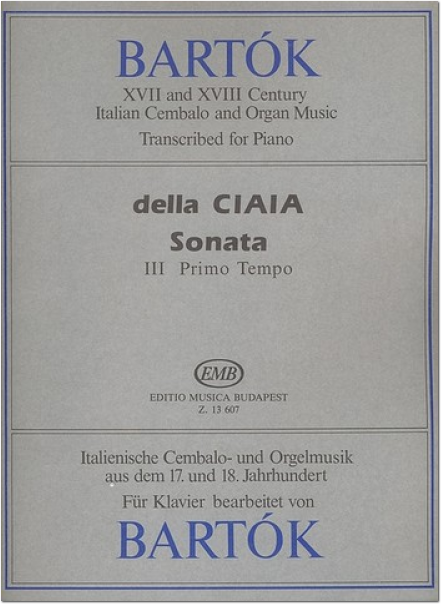 BARTÓK
XVII and XVIII Century
Italian Cembalo and Organ Music
Transcribed for Piano
della CIAIA
Sonata
III Primo Tempo
EMB
EDITIO MUSICA BUDAPEST
Z. 13 607
Italienische Cembalo- und Orgelmusik
aus dem 17. und 18. Jahrhundert
Für Klavier bearbeitet von
BARTÓK